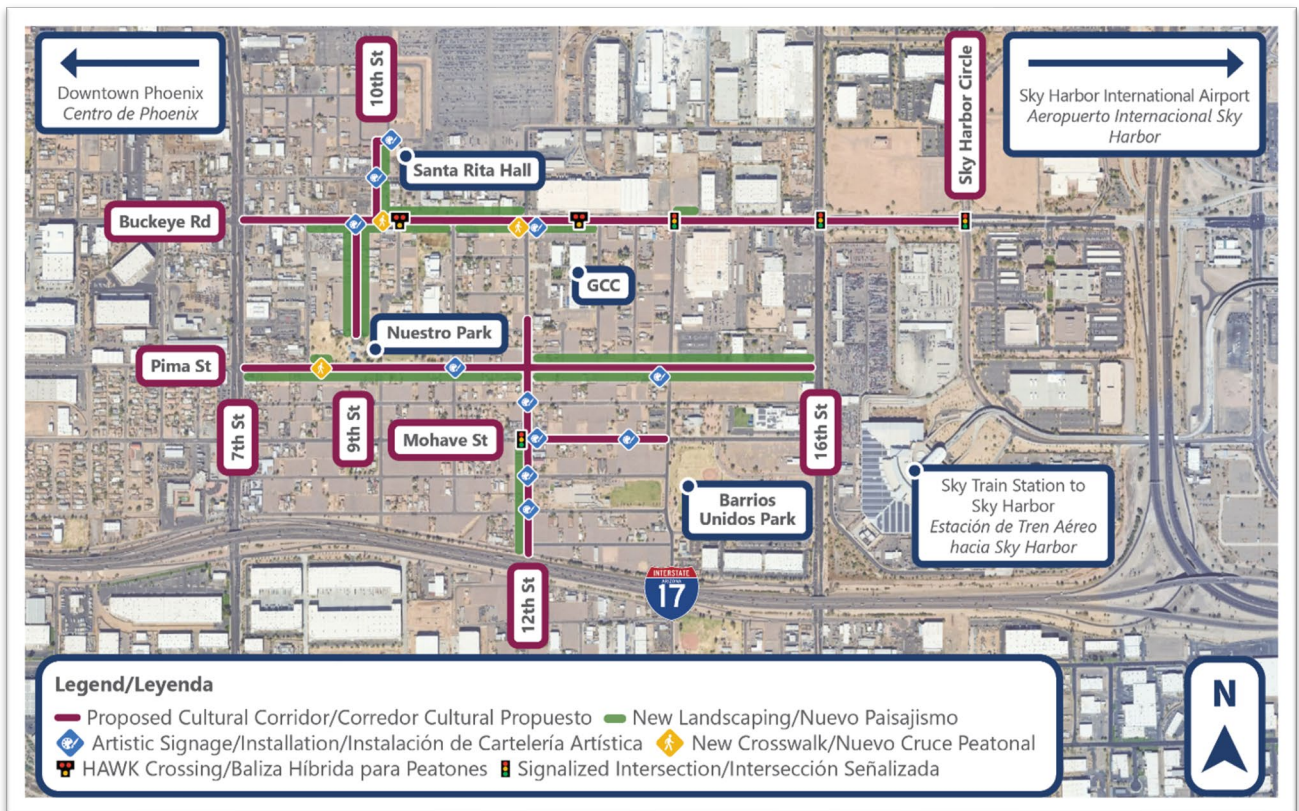 Downtown Phoenix
Centro de Phoenix
10th St
Sky Harbor Circle
Sky Harbor International Airport
Aeropuerto Internacional Sky
Harbor
Santa Rita Hall
Buckeye Rd
GCC
Nuestro Park
Pima St
7th St
9th St
Mohave St
16th St
Barrios
Unidos Park
Sky Train Station to
Sky Harbor
Estación de Tren Aéreo
hacia Sky Harbor
12th St
INTERSTATE
ARIZONA
17
Legend/Leyenda
Proposed Cultural Corridor/Corredor Cultural Propuesto
New Landscaping/Nuevo Paisajismo
Artistic Signage/Installation/Instalación de Cartelería Artística
New Crosswalk/Nuevo Cruce Peatonal
HAWK Crossing/Baliza Híbrida para Peatones
Signalized Intersection/Intersección Señalizada
N